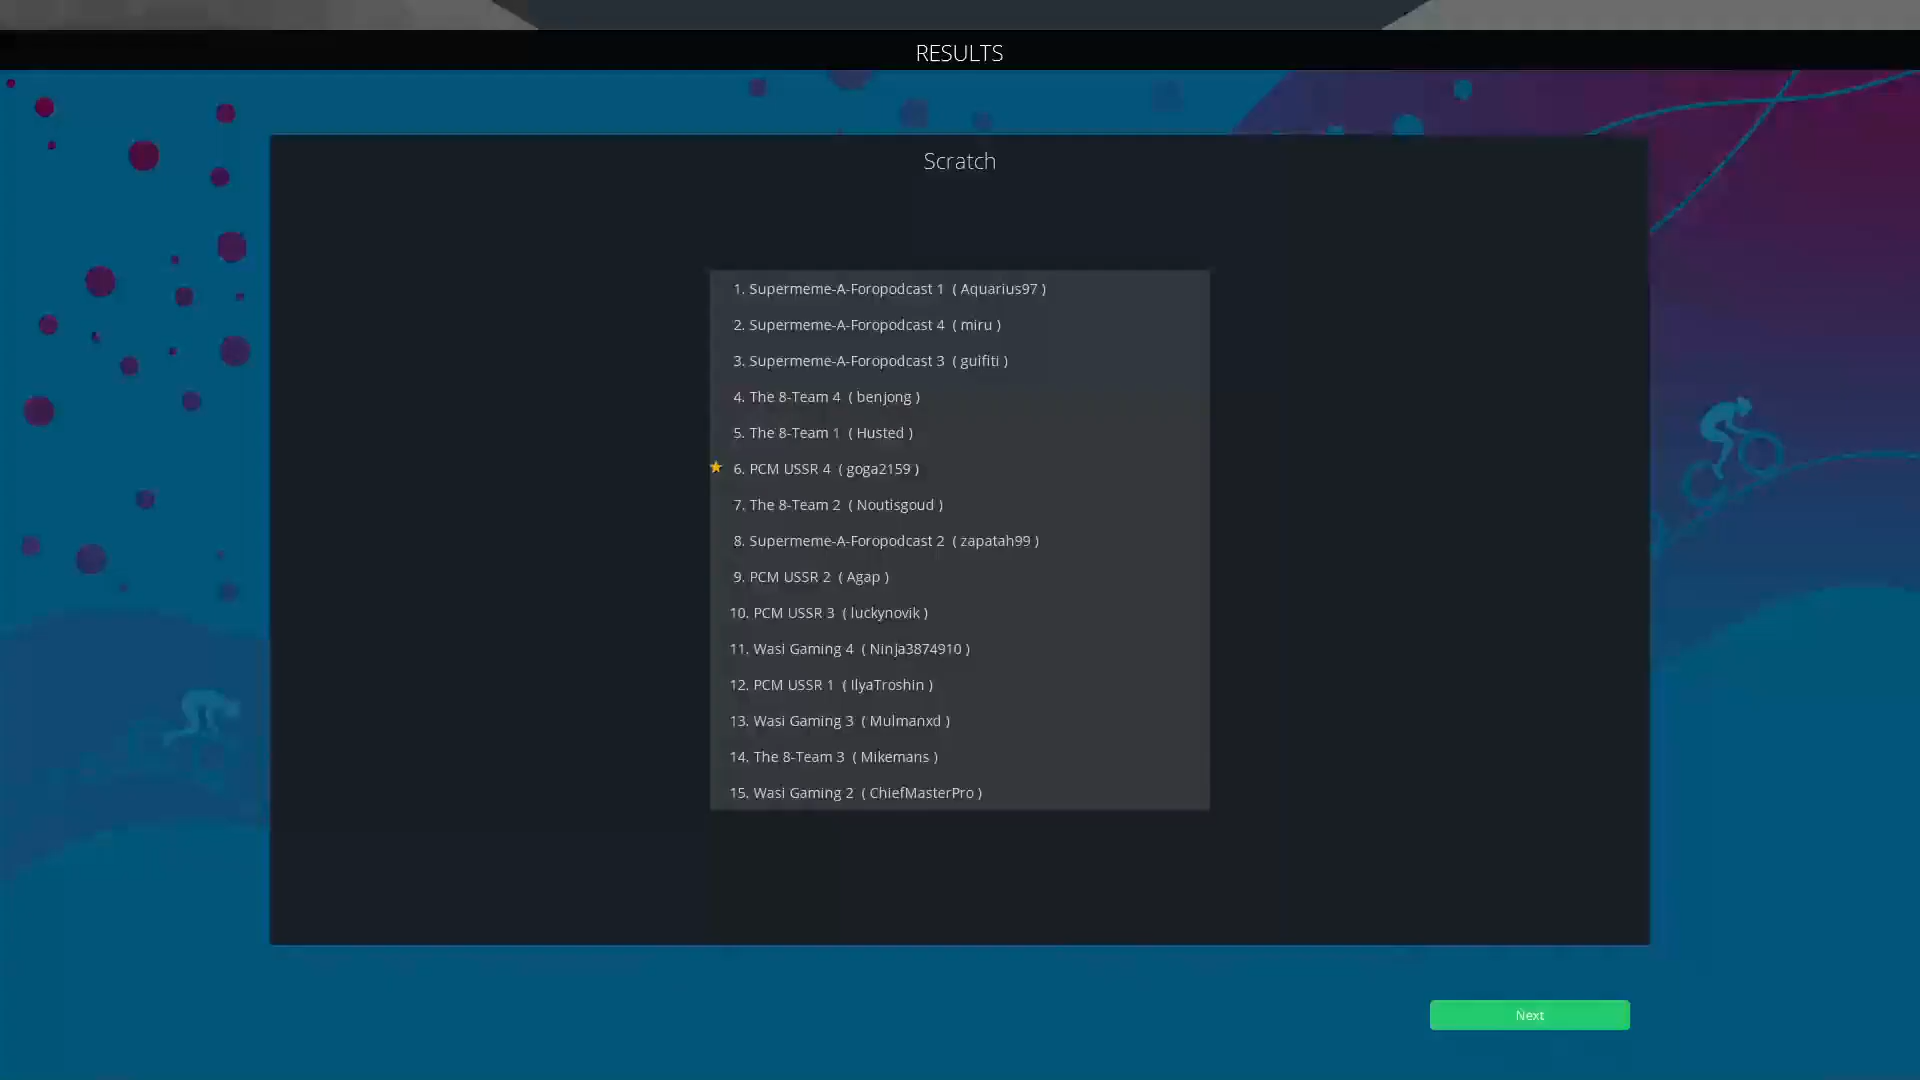 RESULTS
Scratch
1. Supermeme-A-Foropodcast 1 ( Aquarius97 )
2. Supermeme-A-Foropodcast 4 ( miru )
3. Supermeme-A-Foropodcast 3 ( guifiti )
4. The 8-Team 4 ( benjong )
5. The 8-Team 1 ( Husted )
6. PCM USSR 4 ( goga2159 )
7. The 8-Team 2 ( Noutisgoud )
8. Supermeme-A-Foropodcast 2 ( zapatah99 )
9. PCM USSR 2 ( Agap )
10. PCM USSR 3 ( luckynovik )
11. Wasi Gaming 4 ( Ninja3874910 )
12. PCM USSR 1 ( IlyaTroshin )
13. Wasi Gaming 3 ( Mulmanxd )
14. The 8-Team 3 ( Mikemans )
15. Wasi Gaming 2 ( ChiefMasterPro )
Next